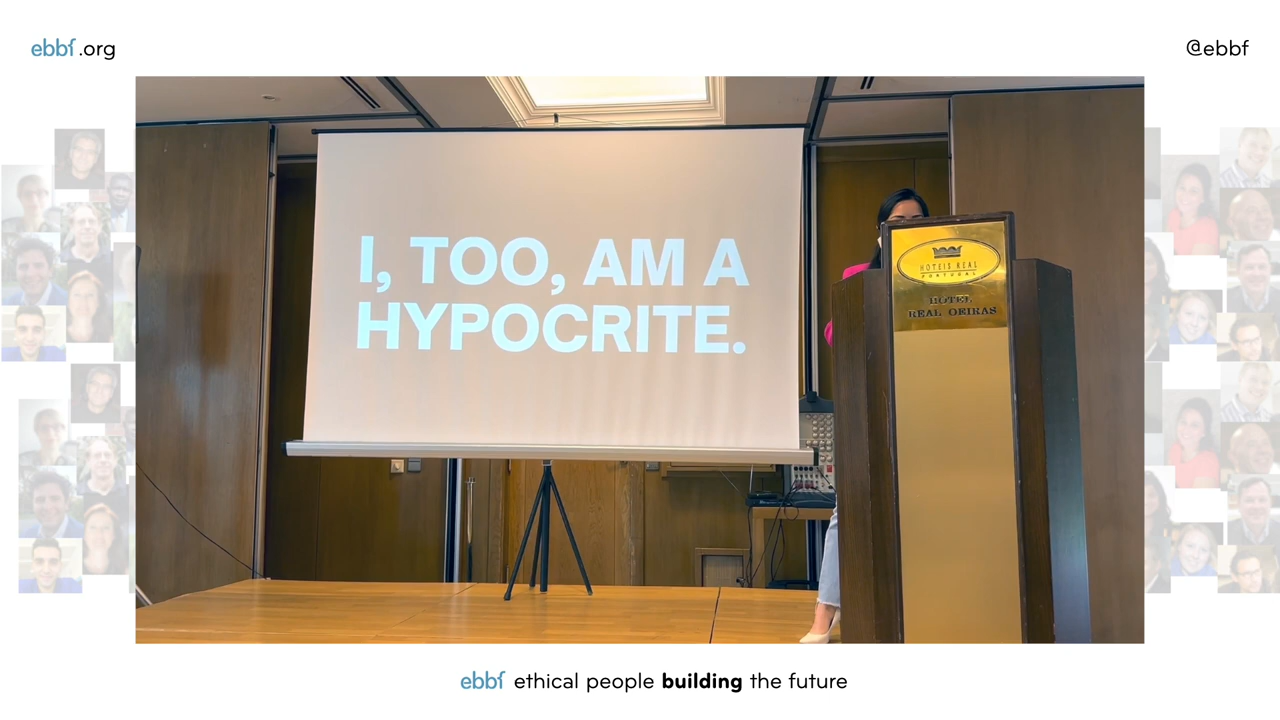 ebbf.org
@ebbf
I, TOO, AM A
HYPOCRITE.
HOTEIS REAL
PORTUGAL
HOTEL
REAL OEIRAS
ebbf ethical people building the future